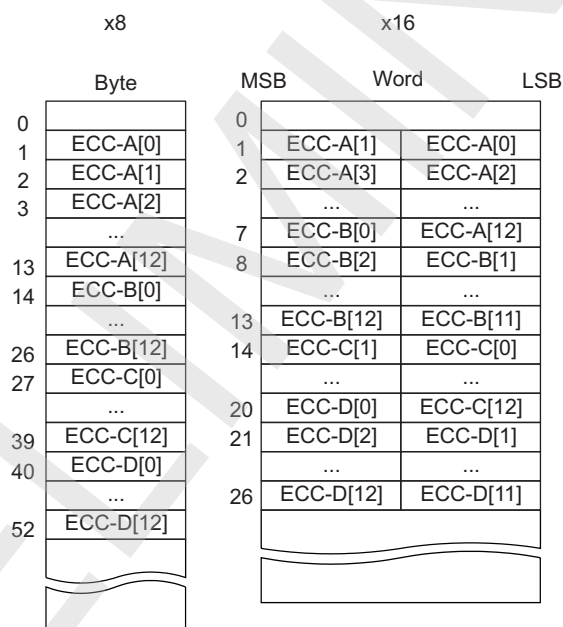 x8 x16
Byte MSB Word LSB
0 0
1 ECC-A[0] 1 ECC-A[1] ECC-A[0]
2 ECC-A[1] 2 ECC-A[3] ECC-A[2]
3 ECC-A[2] ... ...
... 7 ECC-B[0] ECC-A[12]
13 ECC-A[12] 8 ECC-B[2] ECC-B[1]
14 ECC-B[0] ... ...
... 13 ECC-B[12] ECC-B[11]
26 ECC-B[12] 14 ECC-C[1] ECC-C[0]
27 ECC-C[0] ... ...
... 20 ECC-D[0] ECC-C[12]
39 ECC-C[12] 21 ECC-D[2] ECC-D[1]
40 ECC-D[0] ... ...
... 26 ECC-D[12] ECC-D[11]
52 ECC-D[12]